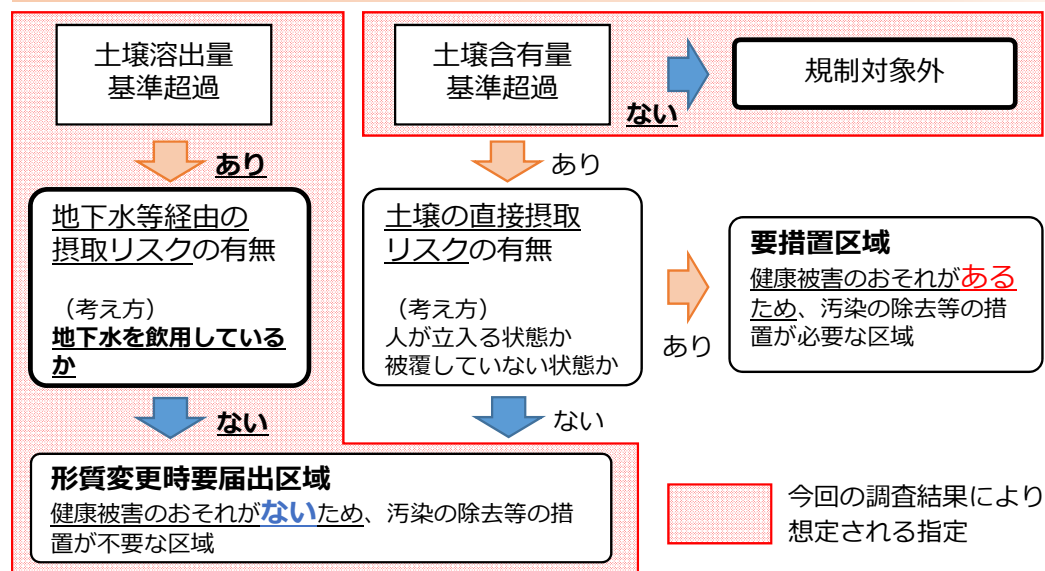 土壌溶出量
基準超過
土壌含有量
基準超過
ない
規制対象外
あり
あり
地下水等経由の
摂取リスクの有無
（考え方）
地下水を飲用している
か
土壌の直接摂取
リスクの有無
（考え方）
人が立入る状態か
被覆していない状態か
あり
要措置区域
健康被害のおそれがある
ため、汚染の除去等の措
置が必要な区域
ない
ない
形質変更時要届出区域
健康被害のおそれがないため、汚染の除去等の措
置が不要な区域
今回の調査結果により
想定される指定